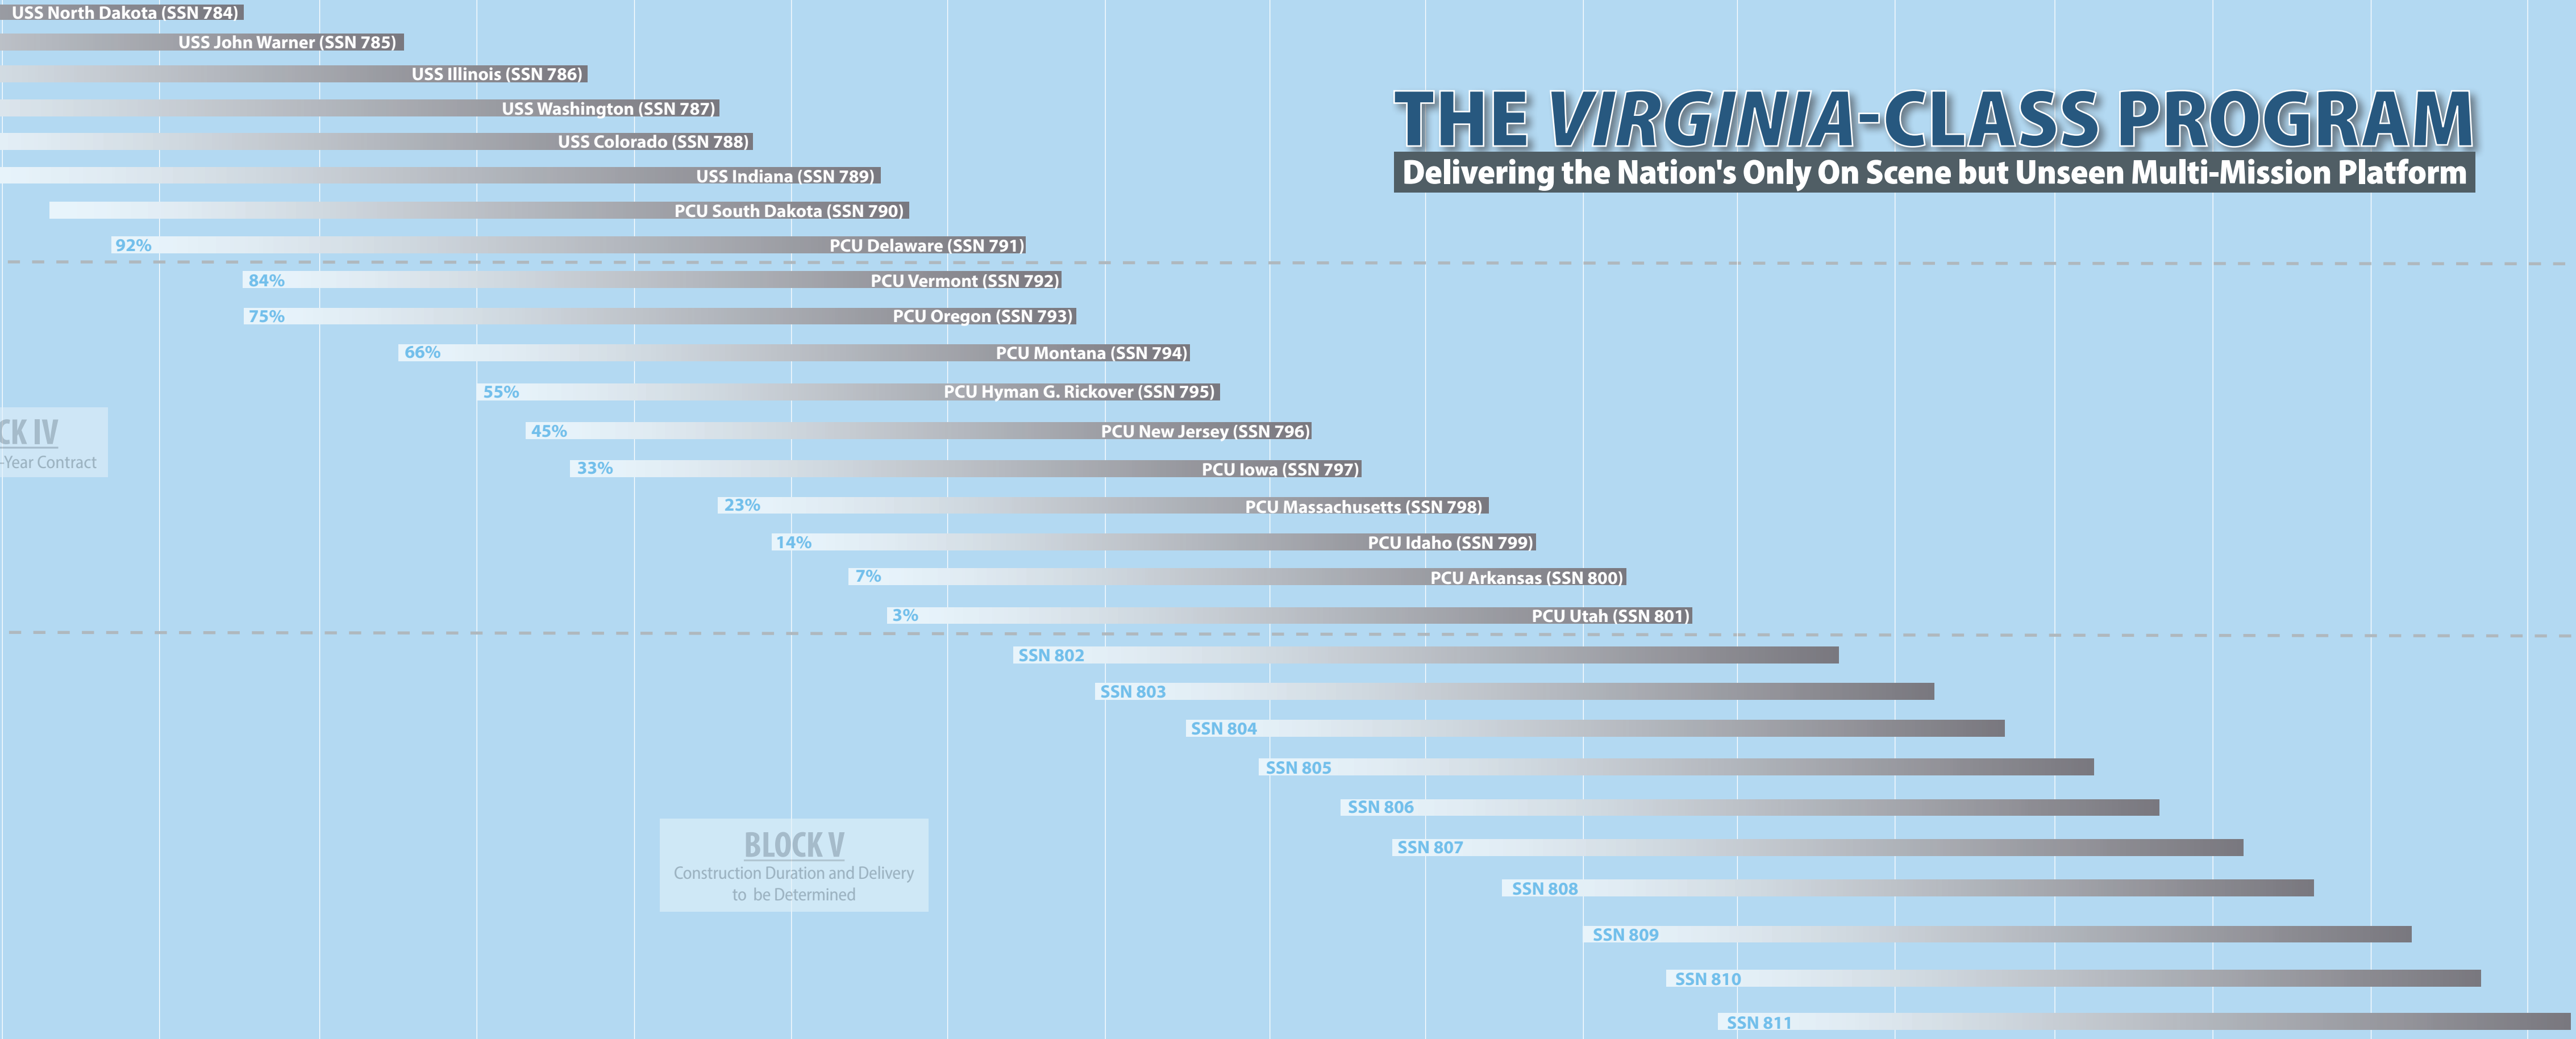 USS North Dakota (SSN 784)
USS John Warner (SSN 785)
USS Illinois (SSN 786)
USS Washington (SSN 787)
USS Colorado (SSN 788)
USS Indiana (SSN 789)
THE VIRGINIA-CLASS PROGRAM
Delivering the Nation's Only On Scene but Unseen Multi-Mission Platform
PCU South Dakota (SSN 790)
92% PCU Delaware (SSN 791)
84% PCU Vermont (SSN 792)
75% PCU Oregon (SSN 793)
66% PCU Montana (SSN 794)
55% PCU Hyman G. Rickover (SSN 795)
CK IV
-Year Contract
45% PCU New Jersey (SSN 796)
33% PCU Iowa (SSN 797)
23% PCU Massachusetts (SSN 798)
14% PCU Idaho (SSN 799)
7% PCU Arkansas (SSN 800)
3% PCU Utah (SSN 801)
SSN 802
SSN 803
SSN 804
SSN 805
SSN 806
SSN 807
BLOCK V
Construction Duration and Delivery
to be Determined
SSN 808
SSN 809
SSN 810
SSN 811